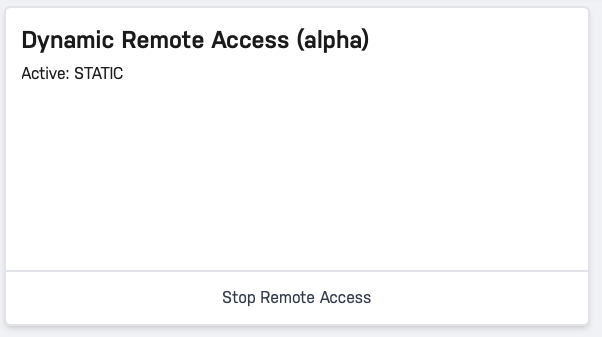 Dynamic Remote Access (alpha)
Active: STATIC
Stop Remote Access